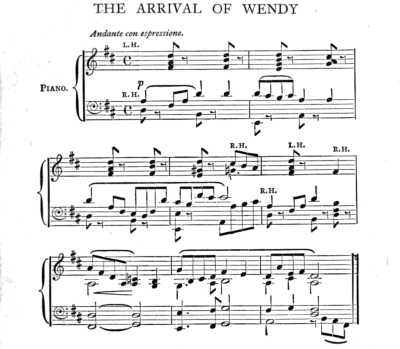 THE ARRIVAL OF WENDY
Andante con espressione.
L.H.
PIANO.
p
R.H.
R.H.
L.H.
R.H.
R.H.